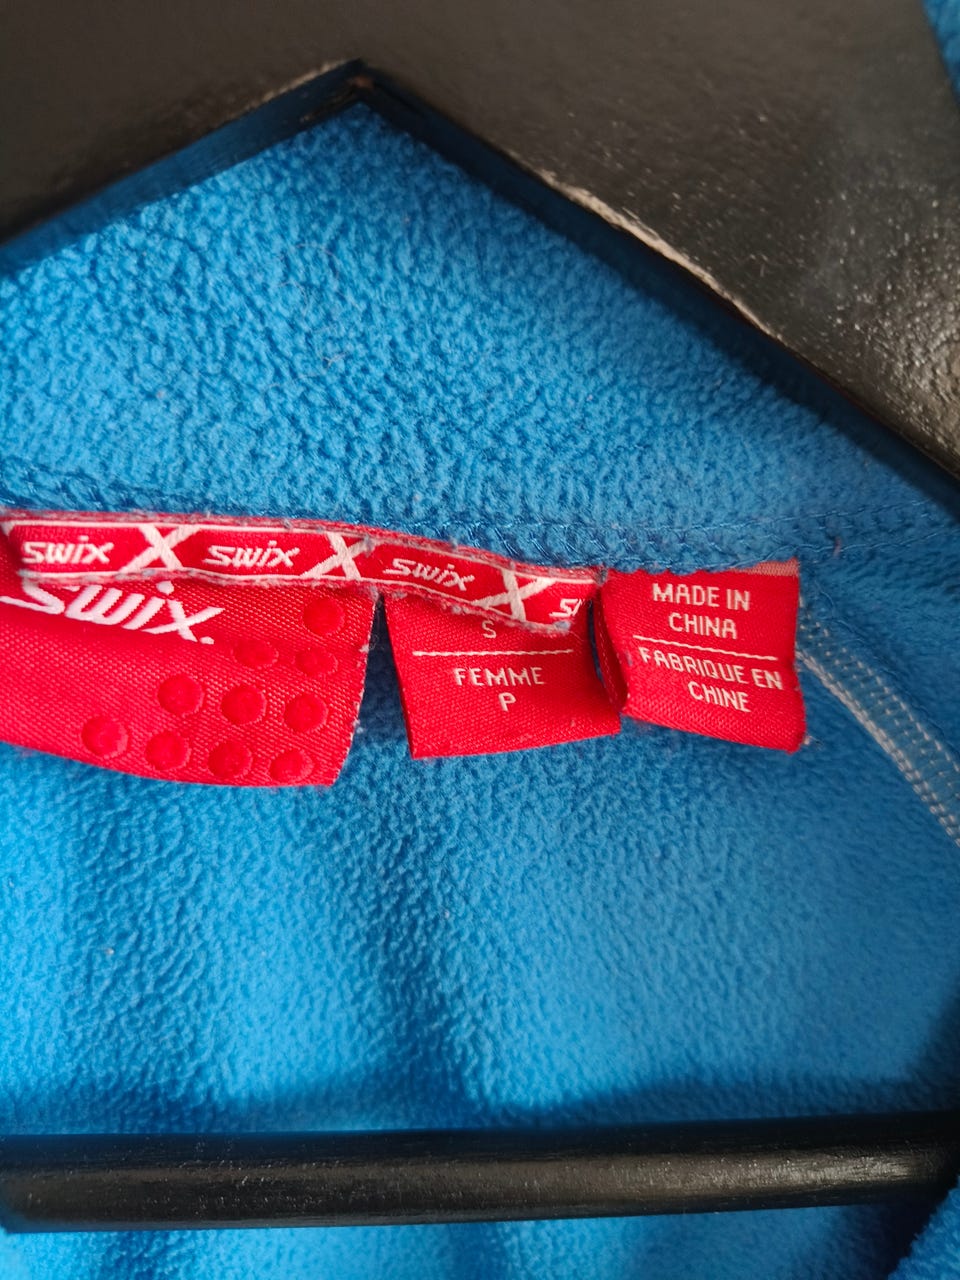 swix X swix X swix X
swix.
S
FEMME
P
MADE IN
CHINA
FABRIQUE EN
CHINE